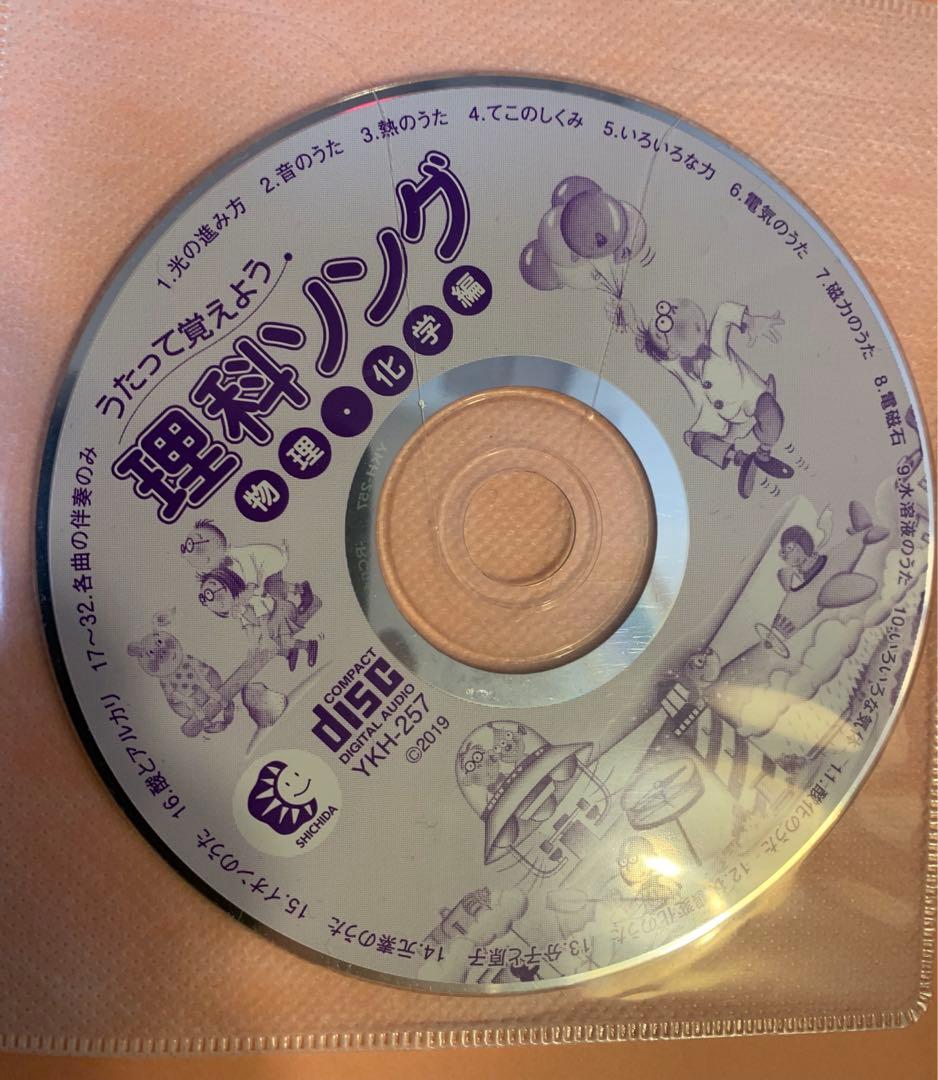 うたって覚えよう
理科ソング
物理・化学編
1.光の進み方
2.音のうた
3.熱のうた
4.てこのしくみ
5.いろいろな力
6.電気のうた
7.磁力のうた
8.電磁石
9.水溶液のうた
10.いろいろな気体
11.酸化のうた
12.
変化のうた
13.分子と原子
14.元素のうた
15.イオンのうた
16.酸とアルカリ
17〜32.各曲の伴奏のみ
COMPACT
disc
DIGITAL AUDIO
YKH-257
©2019
SHICHIDA